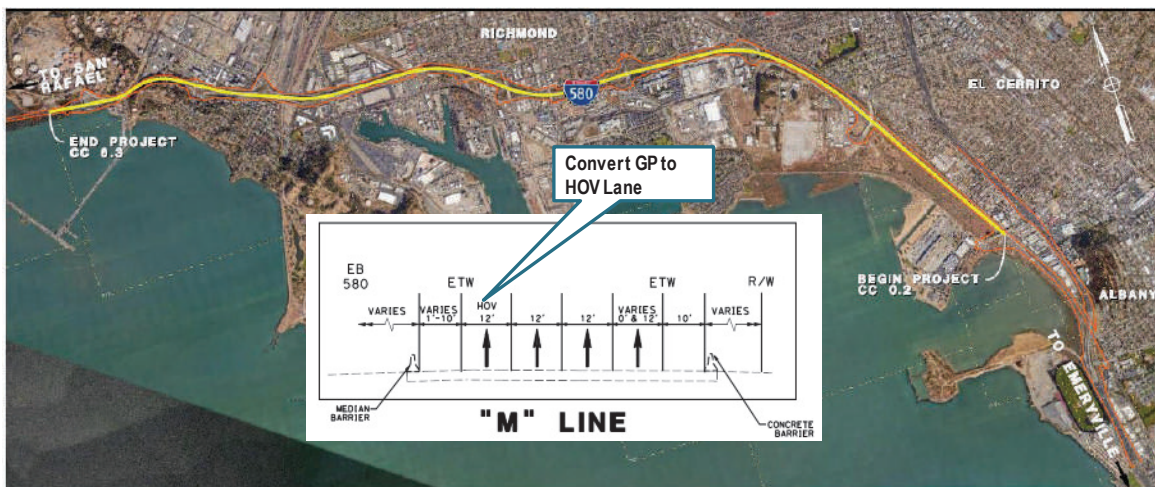 RICHMOND
TO SAN
RAFAEL
580
EL CERRITO
END PROJECT
CC 6.3
Convert GP to
HOV Lane
EB
580
ETW
ETW
R/W
HOV
VARIES
VARIES
1'-10'
12'
12'
12'
VARIES
0' & 12'
10'
VARIES
MEDIAN
BARRIER
"M" LINE
CONCRETE
BARRIER
BEGIN PROJECT
CC 0.2
ALBANY
TO
EMERYVILLE